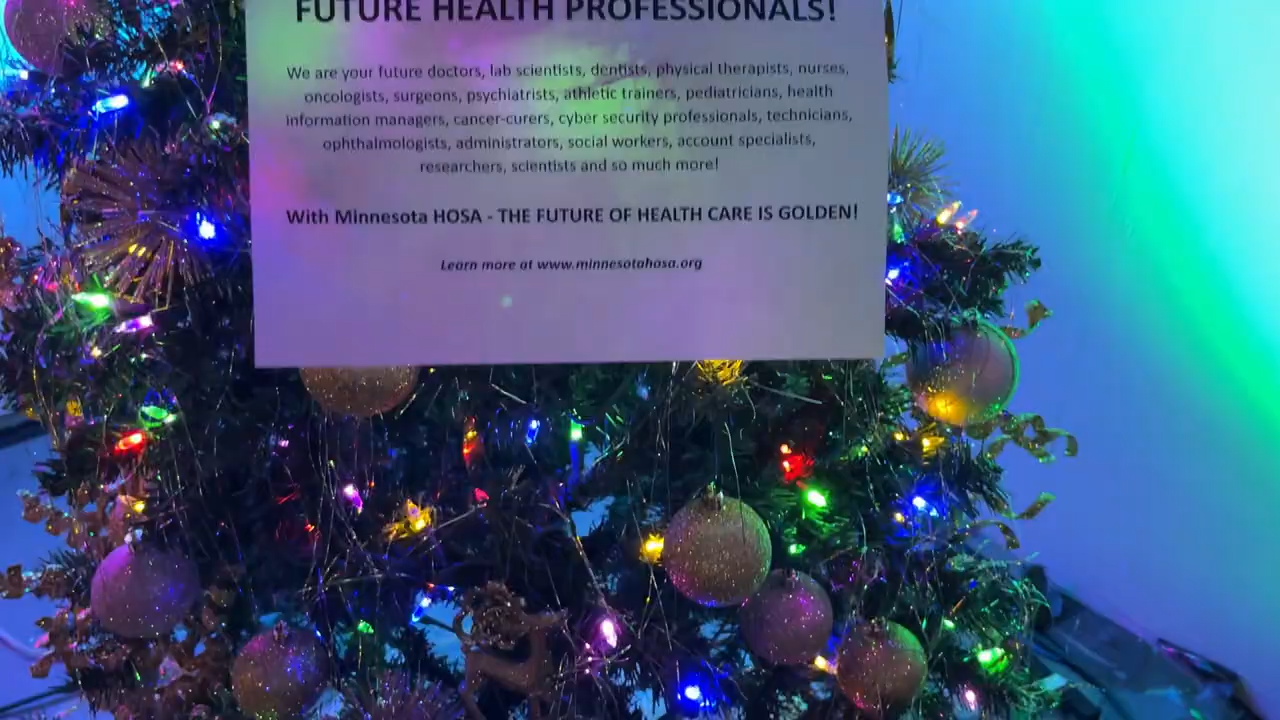 FUTURE HEALTH PROFESSIONALS!
We are your future doctors, lab scientists, dentists, physical therapists, nurses,
oncologists, surgeons, psychiatrists, athletic trainers, pediatricians, health
information managers, cancer-curers, cyber security professionals, technicians,
ophthalmologists, administrators, social workers, account specialists,
researchers, scientists and so much more!
With Minnesota HOSA - THE FUTURE OF HEALTH CARE IS GOLDEN!
Learn more at www.minnesotahosa.org